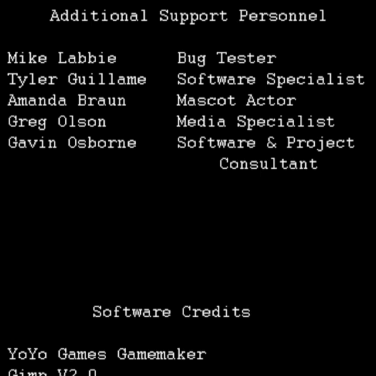 Additional Support Personnel
Mike Labbie Bug Tester
Tyler Guillame Software Specialist
Amanda Braun Mascot Actor
Greg Olson Media Specialist
Gavin Osborne Software & Project
Consultant
Software Credits
YoYo Games Gamemaker
Gimp V2.0